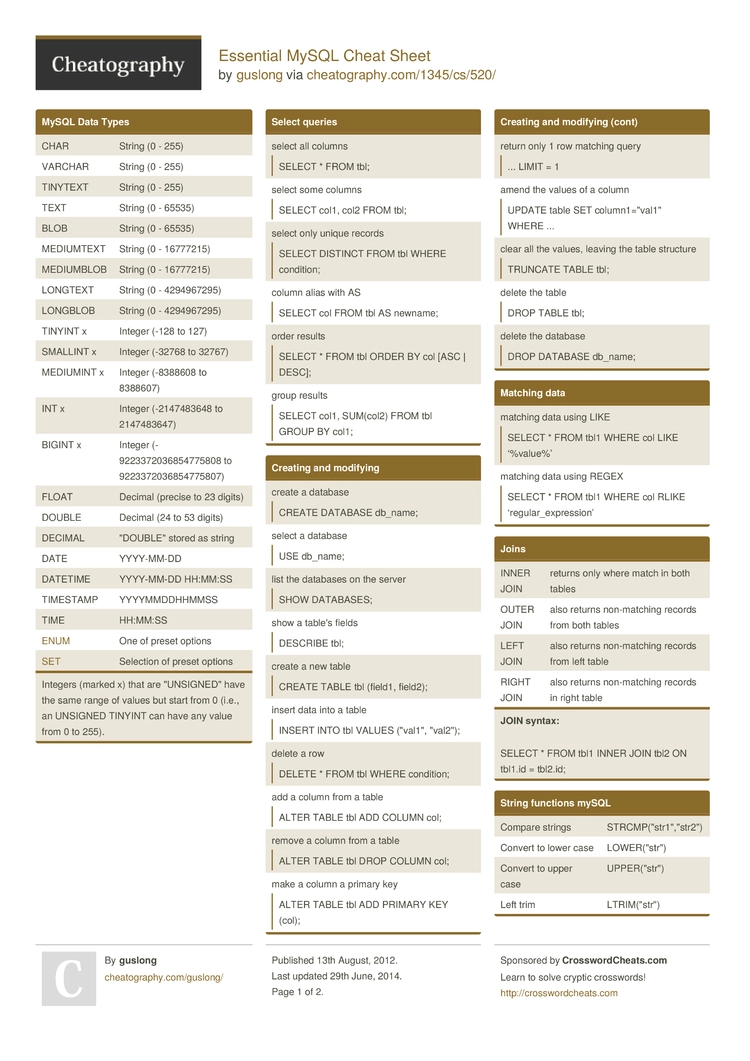 Cheatography
Essential MySQL Cheat Sheet
by guslong via cheatography.com/1345/cs/520/
MySQL Data Types
CHAR String (0 - 255)
VARCHAR String (0 - 255)
TINYTEXT String (0 - 255)
TEXT String (0 - 65535)
BLOB String (0 - 65535)
MEDIUMTEXT String (0 - 16777215)
MEDIUMBLOB String (0 - 16777215)
LONGTEXT String (0 - 4294967295)
LONGBLOB String (0 - 4294967295)
TINYINT x Integer (-128 to 127)
SMALLINT x Integer (-32768 to 32767)
MEDIUMINT x Integer (-8388608 to
8388607)
INT x Integer (-2147483648 to
2147483647)
BIGINT x Integer (-
9223372036854775808 to
9223372036854775807)
FLOAT Decimal (precise to 23 digits)
DOUBLE Decimal (24 to 53 digits)
DECIMAL "DOUBLE" stored as string
DATE YYYY-MM-DD
DATETIME YYYY-MM-DD HH:MM:SS
TIMESTAMP YYYYMMDDHHMMSS
TIME HH:MM:SS
ENUM One of preset options
SET Selection of preset options
Integers (marked x) that are "UNSIGNED" have
the same range of values but start from 0 (i.e.,
an UNSIGNED TINYINT can have any value
from 0 to 255).
Select queries
select all columns
SELECT * FROM tbl;
select some columns
SELECT col1, col2 FROM tbl;
select only unique records
SELECT DISTINCT FROM tbl WHERE
condition;
column alias with AS
SELECT col FROM tbl AS newname;
order results
SELECT * FROM tbl ORDER BY col [ASC |
DESC];
group results
SELECT col1, SUM(col2) FROM tbl
GROUP BY col1;
Creating and modifying
create a database
CREATE DATABASE db_name;
select a database
USE db_name;
list the databases on the server
SHOW DATABASES;
show a table's fields
DESCRIBE tbl;
create a new table
CREATE TABLE tbl (field1, field2);
insert data into a table
INSERT INTO tbl VALUES ("val1", "val2");
delete a row
DELETE * FROM tbl WHERE condition;
add a column from a table
ALTER TABLE tbl ADD COLUMN col;
remove a column from a table
ALTER TABLE tbl DROP COLUMN col;
make a column a primary key
ALTER TABLE tbl ADD PRIMARY KEY
(col);
Creating and modifying (cont)
return only 1 row matching query
... LIMIT = 1
amend the values of a column
UPDATE table SET column1="val1"
WHERE ...
clear all the values, leaving the table structure
TRUNCATE TABLE tbl;
delete the table
DROP TABLE tbl;
delete the database
DROP DATABASE db_name;
Matching data
matching data using LIKE
SELECT * FROM tbl1 WHERE col LIKE
‘%value%’
matching data using REGEX
SELECT * FROM tbl1 WHERE col RLIKE
‘regular_expression’
Joins
INNER returns only where match in both
JOIN tables
OUTER also returns non-matching records
JOIN from both tables
LEFT also returns non-matching records
JOIN from left table
RIGHT also returns non-matching records
JOIN in right table
JOIN syntax:
SELECT * FROM tbl1 INNER JOIN tbl2 ON
tbl1.id = tbl2.id;
String functions mySQL
Compare strings STRCMP("str1","str2")
Convert to lower case LOWER("str")
Convert to upper UPPER("str")
case
Left trim LTRIM("str")
C
By guslong
cheatography.com/guslong/
Published 13th August, 2012.
Last updated 29th June, 2014.
Page 1 of 2.
Sponsored by CrosswordCheats.com
Learn to solve cryptic crosswords!
http://crosswordcheats.com